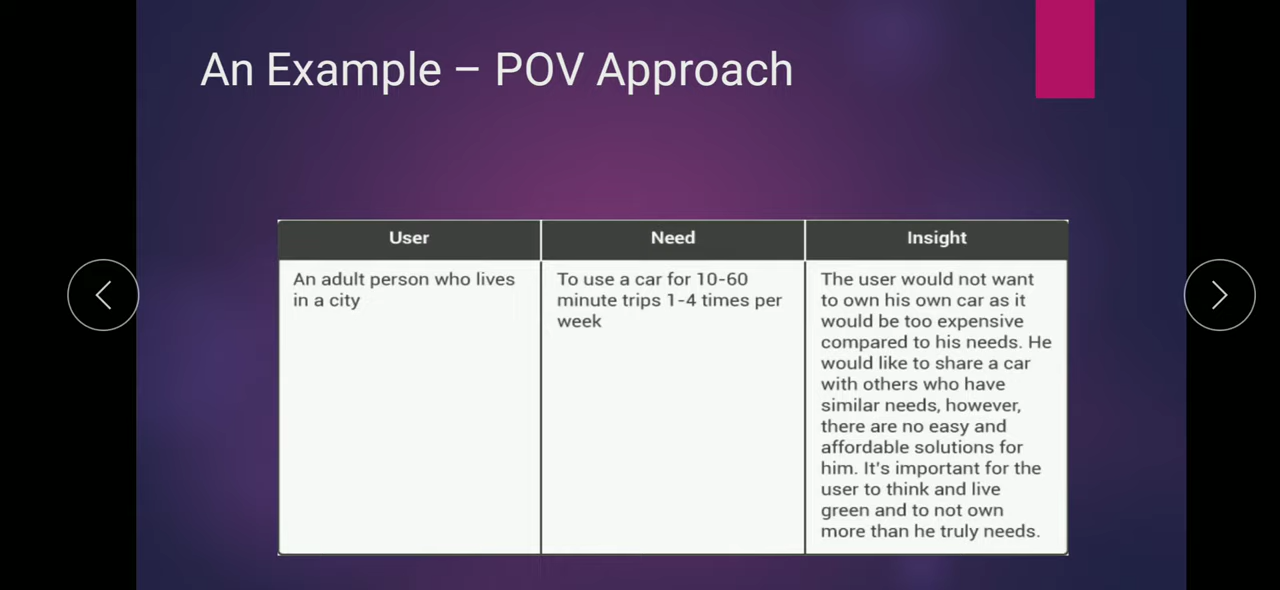 An Example – POV Approach
User
Need
Insight
An adult person who lives
in a city
To use a car for 10-60
minute trips 1-4 times per
week
The user would not want
to own his own car as it
would be too expensive
compared to his needs. He
would like to share a car
with others who have
similar needs, however,
there are no easy and
affordable solutions for
him. It's important for the
user to think and live
green and to not own
more than he truly needs.